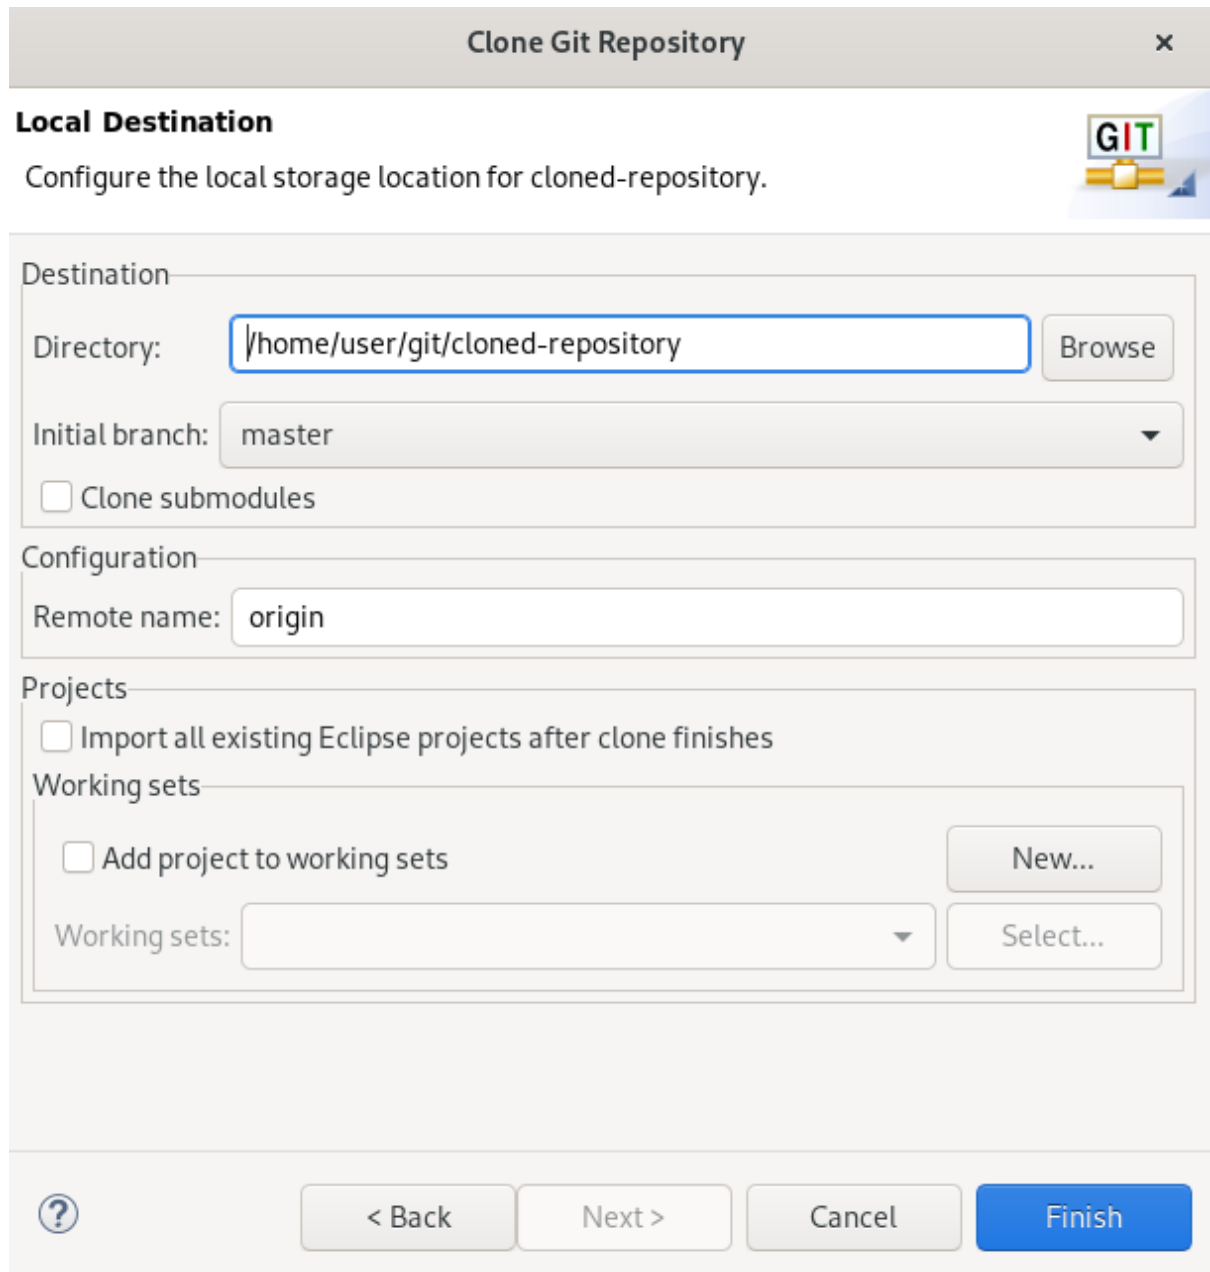 Clone Git Repository ×
Local Destination
GIT
Configure the local storage location for cloned-repository.
Destination
Directory: /home/user/git/cloned-repository Browse
Initial branch: master
Clone submodules
Configuration
Remote name: origin
Projects
Import all existing Eclipse projects after clone finishes
Working sets
Add project to working sets New...
Working sets: Select...
? < Back Next > Cancel Finish